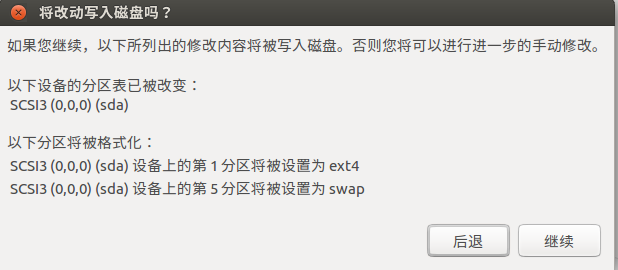 将改动写入磁盘吗？
如果您继续，以下所列出的修改内容将被写入磁盘。否则您将可以进行进一步的手动修改。
以下设备的分区表已被改变：
SCSI3 (0,0,0) (sda)
以下分区将被格式化：
SCSI3 (0,0,0) (sda) 设备上的第 1 分区将被设置为 ext4
SCSI3 (0,0,0) (sda) 设备上的第 5 分区将被设置为 swap
后退 继续